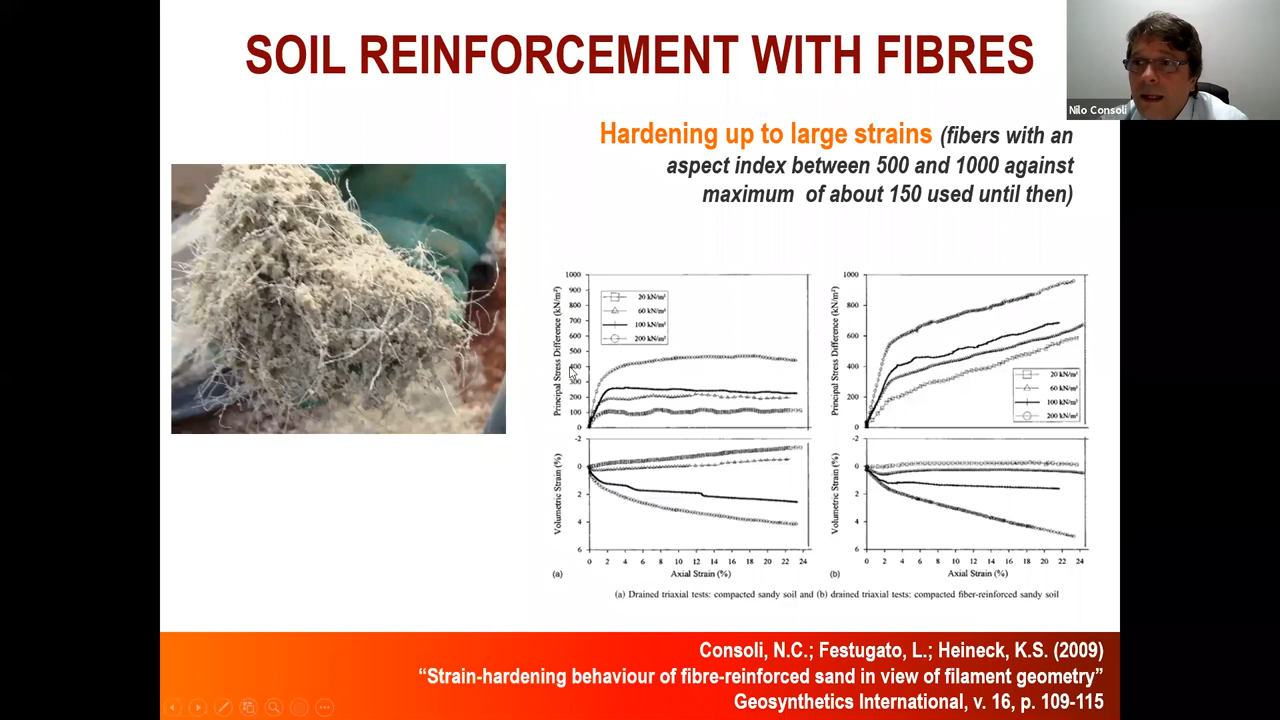 SOIL REINFORCEMENT WITH FIBRES
Nilo Consoli
Hardening up to large strains (fibers with an
aspect index between 500 and 1000 against
maximum of about 150 used until then)
1000
900
800
700
600
500
400
300
200
100
0
Principal Stress Difference (kN/m²)
20 kN/m²
60 kN/m²
100 kN/m²
200 kN/m²
-2
0
2
4
6
Volumetric Strain (%)
0 2 4 6 8 10 12 14 16 18 20 22 24
Axial Strain (%)
(a)
1000
800
600
400
200
0
Principal Stress Difference (kN/m²)
20 kN/m²
60 kN/m²
100 kN/m²
200 kN/m²
-2
0
2
4
6
Volumetric Strain (%)
0 2 4 6 8 10 12 14 16 18 20 22 24
Axial Strain (%)
(b)
(a) Drained triaxial tests: compacted sandy soil and (b) drained triaxial tests: compacted fiber-reinforced sandy soil
Consoli, N.C.; Festugato, L.; Heineck, K.S. (2009)
“Strain-hardening behaviour of fibre-reinforced sand in view of filament geometry”
Geosynthetics International, v. 16, p. 109-115